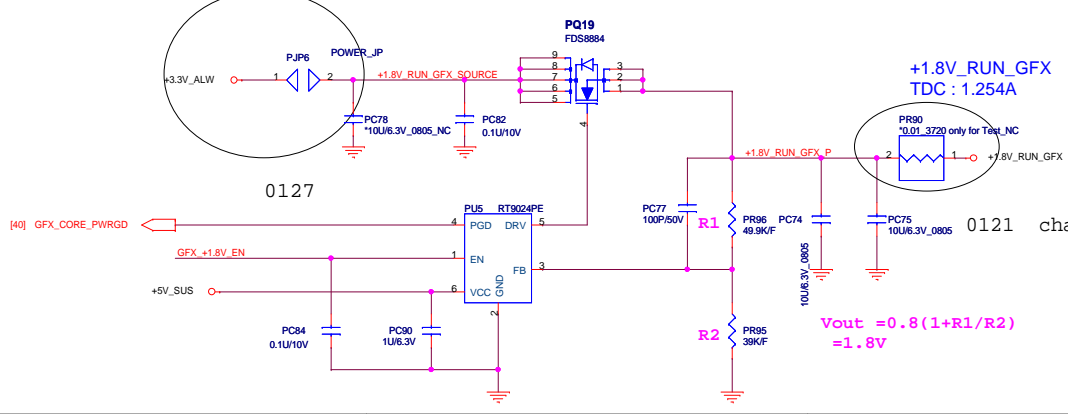 PQ19
FDS8884
PJP6
POWER_JP
+3.3V_ALW
1
2
+1.8V_RUN_GFX_SOURCE
9
8
7
6
5
3
2
1
4
+1.8V_RUN_GFX
TDC : 1.254A
PC78
*10U/6.3V_0805_NC
PC82
0.1U/10V
PR90
*0.01_3720 only for Test_NC
+1.8V_RUN_GFX_P
2
1
+1.8V_RUN_GFX
0127
[40] GFX_CORE_PWRGD
PU5
RT9024PE
4
PGD
DRV
5
PC77
100P/50V
R1
PR96
49.9K/F
PC74
10U/6.3V_0805
PC75
10U/6.3V_0805
0121 cha
GFX_+1.8V_EN
1
EN
FB
3
+5V_SUS
6
VCC
GND
2
PC84
0.1U/10V
PC90
1U/6.3V
R2
PR95
39K/F
Vout =0.8(1+R1/R2)
=1.8V